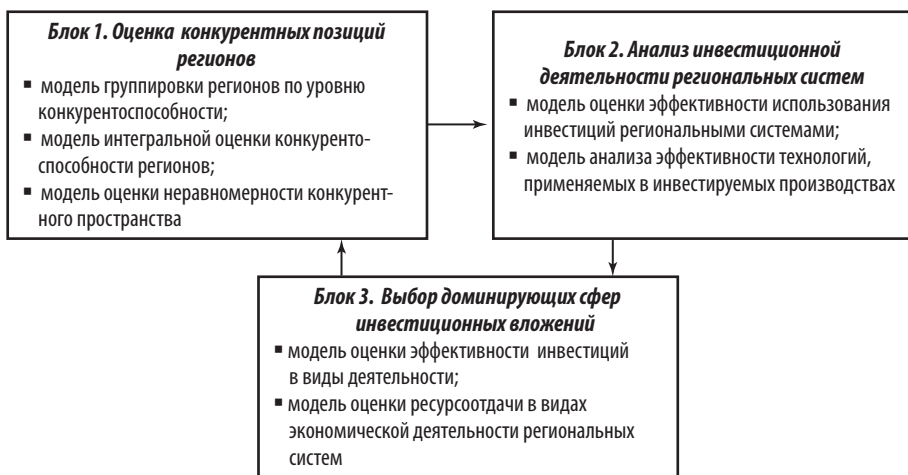 Блок 1. Оценка конкурентных позиций
регионов
▪ модель группировки регионов по уровню
конкурентоспособности;
▪ модель интегральной оценки конкуренто-
способности регионов;
▪ модель оценки неравномерности конкурент-
ного пространства
Блок 2. Анализ инвестиционной
деятельности региональных систем
▪ модель оценки эффективности использования
инвестиций региональными системами;
▪ модель анализа эффективности технологий,
применяемых в инвестируемых производствах
Блок 3. Выбор доминирующих сфер
инвестиционных вложений
▪ модель оценки эффективности инвестиций
в виды деятельности;
▪ модель оценки ресурсоотдачи в видах
экономической деятельности региональных
систем